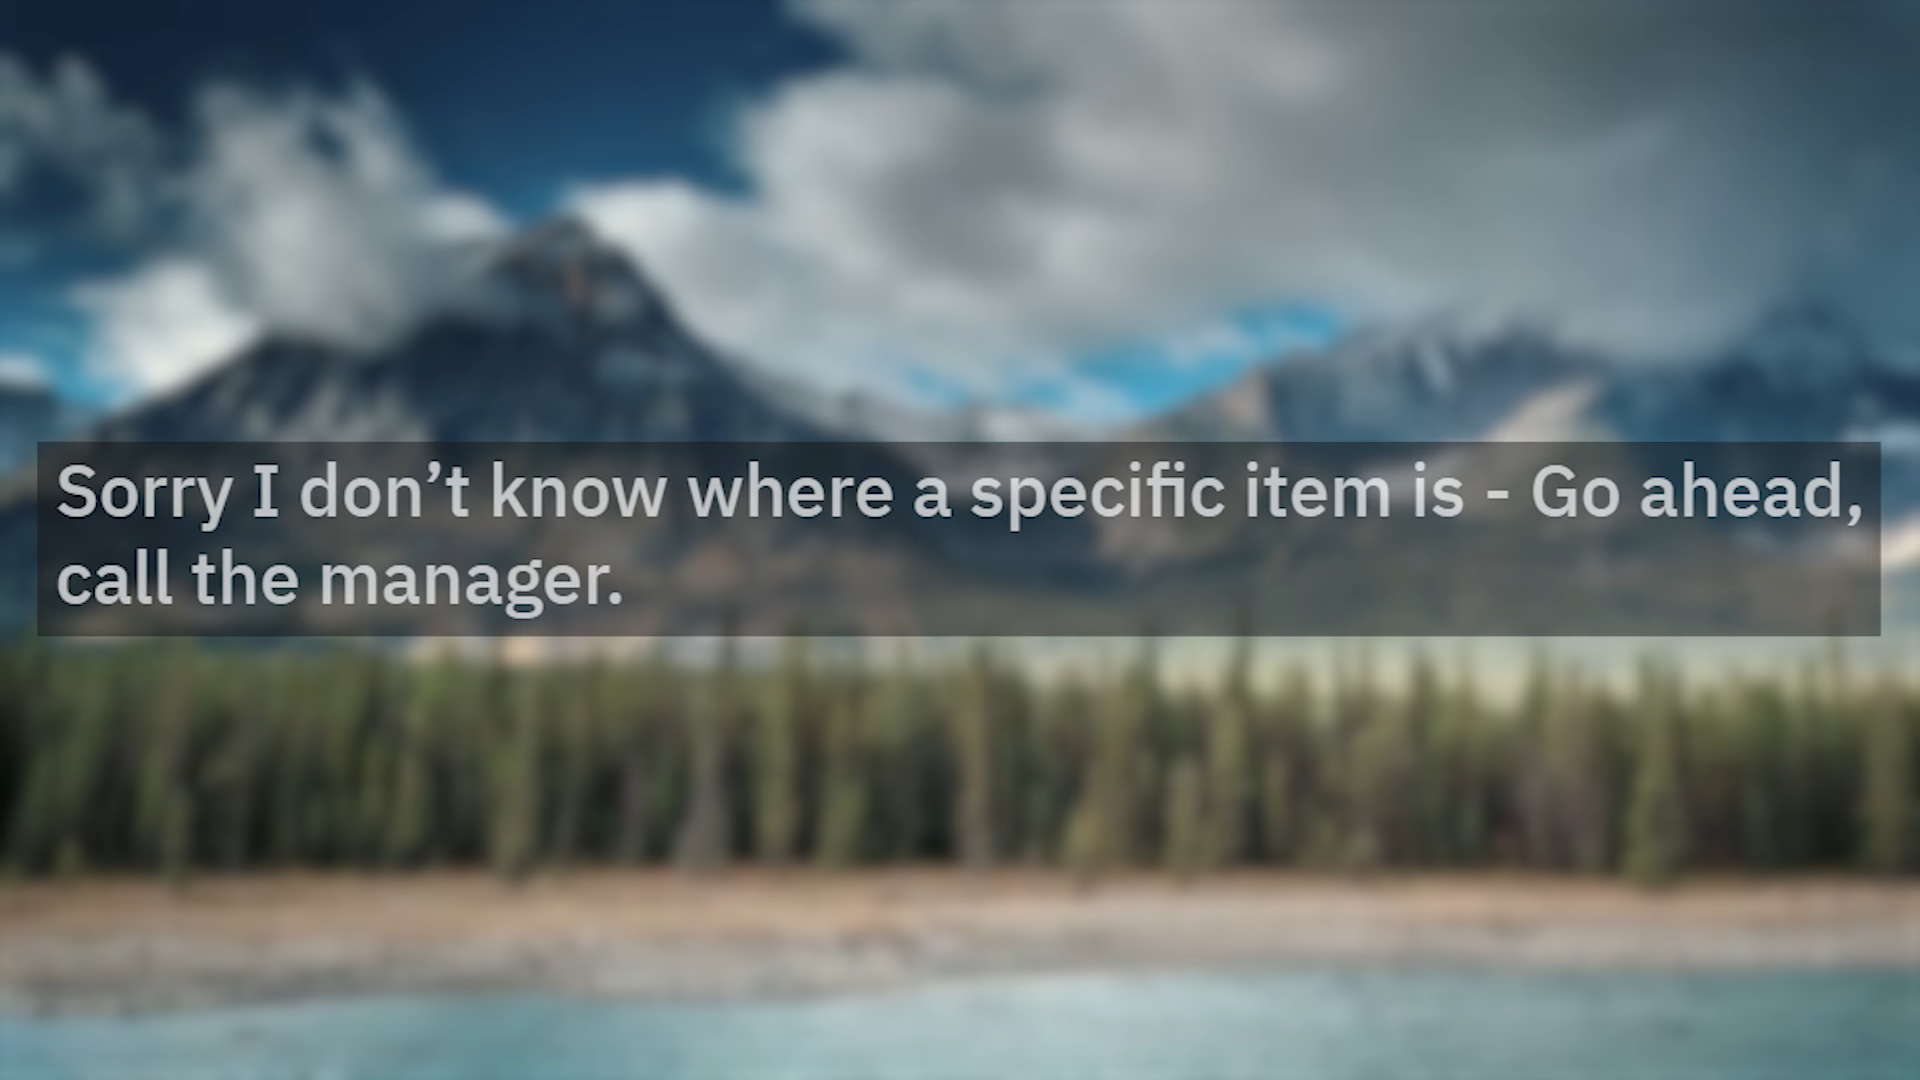 Sorry I don’t know where a specific item is - Go ahead,
call the manager.